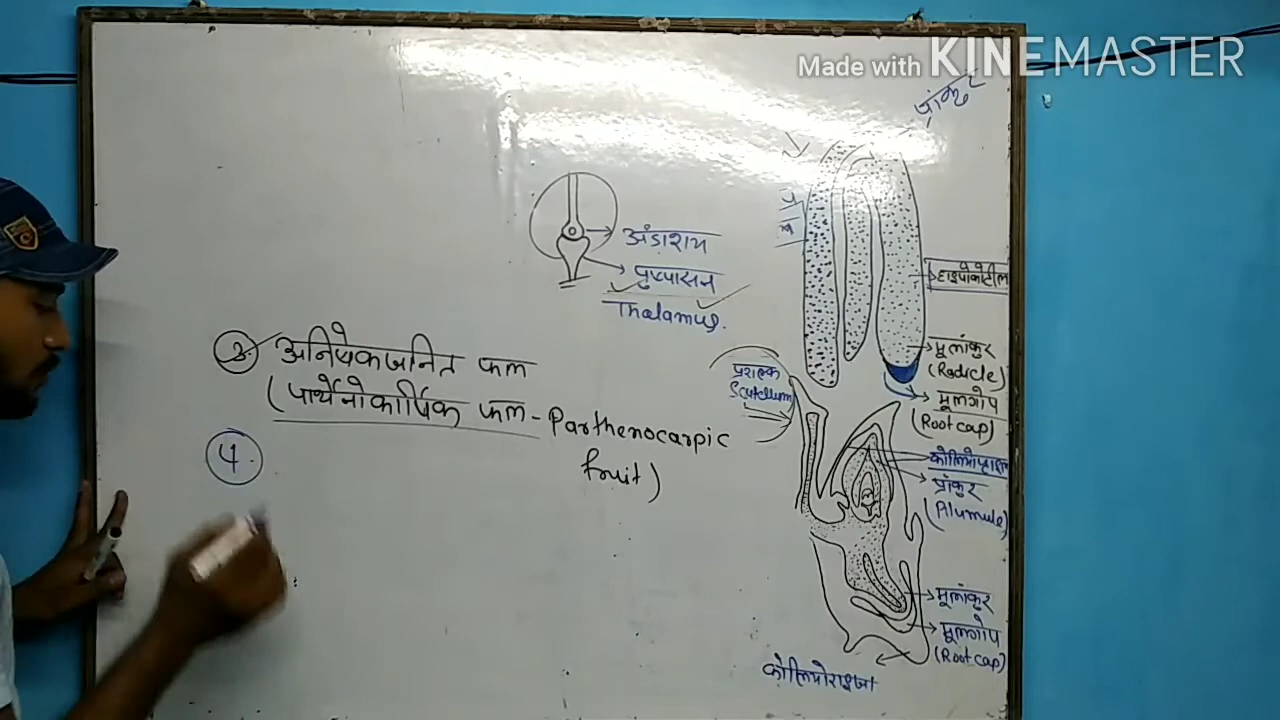 Made with KINEMASTER
प्रांकुर
अंडाशय
पुष्पासन
Thalamus.
हाइपोकोटील
3. अनिषेकजनित फल
(पार्थेनोकार्पिक फल - Parthenocarpic
fruit)
4.
प्रशल्क
Scutellum
मूलांकुर
(Radicle)
मूलगोप
(Root cap)
प्रांकुर
(Plumule)
मूलांकुर
मूलगोप
(Root cap)
कोलियोराइजा